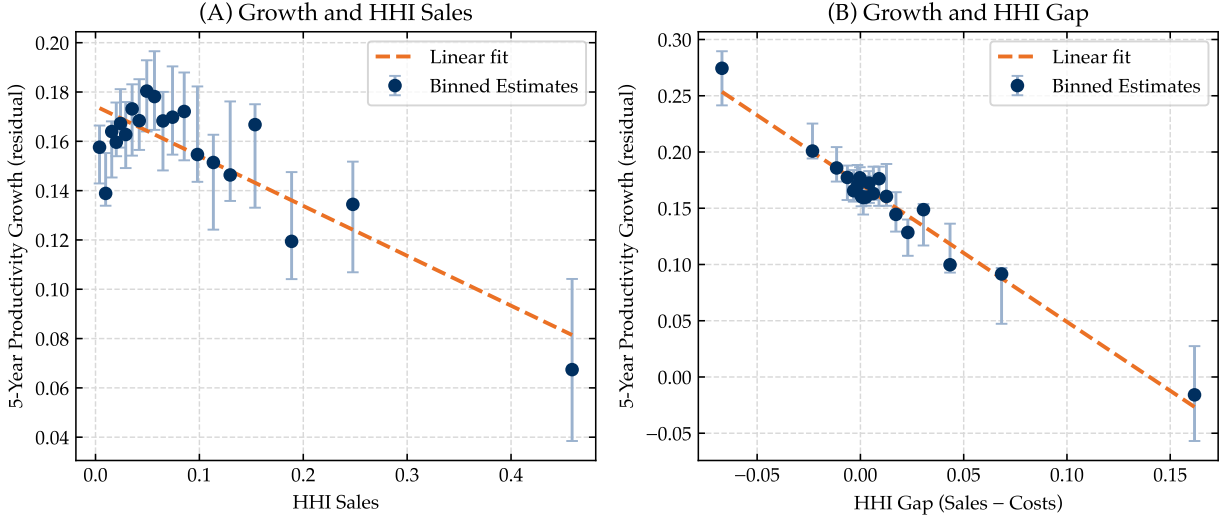 (A) Growth and HHI Sales
5-Year Productivity Growth (residual)
0.20
0.18
0.16
0.14
0.12
0.10
0.08
0.06
0.04
Linear fit
Binned Estimates
0.0 0.1 0.2 0.3 0.4
HHI Sales
(B) Growth and HHI Gap
5-Year Productivity Growth (residual)
0.30
0.25
0.20
0.15
0.10
0.05
0.00
−0.05
Linear fit
Binned Estimates
−0.05 0.00 0.05 0.10 0.15
HHI Gap (Sales − Costs)